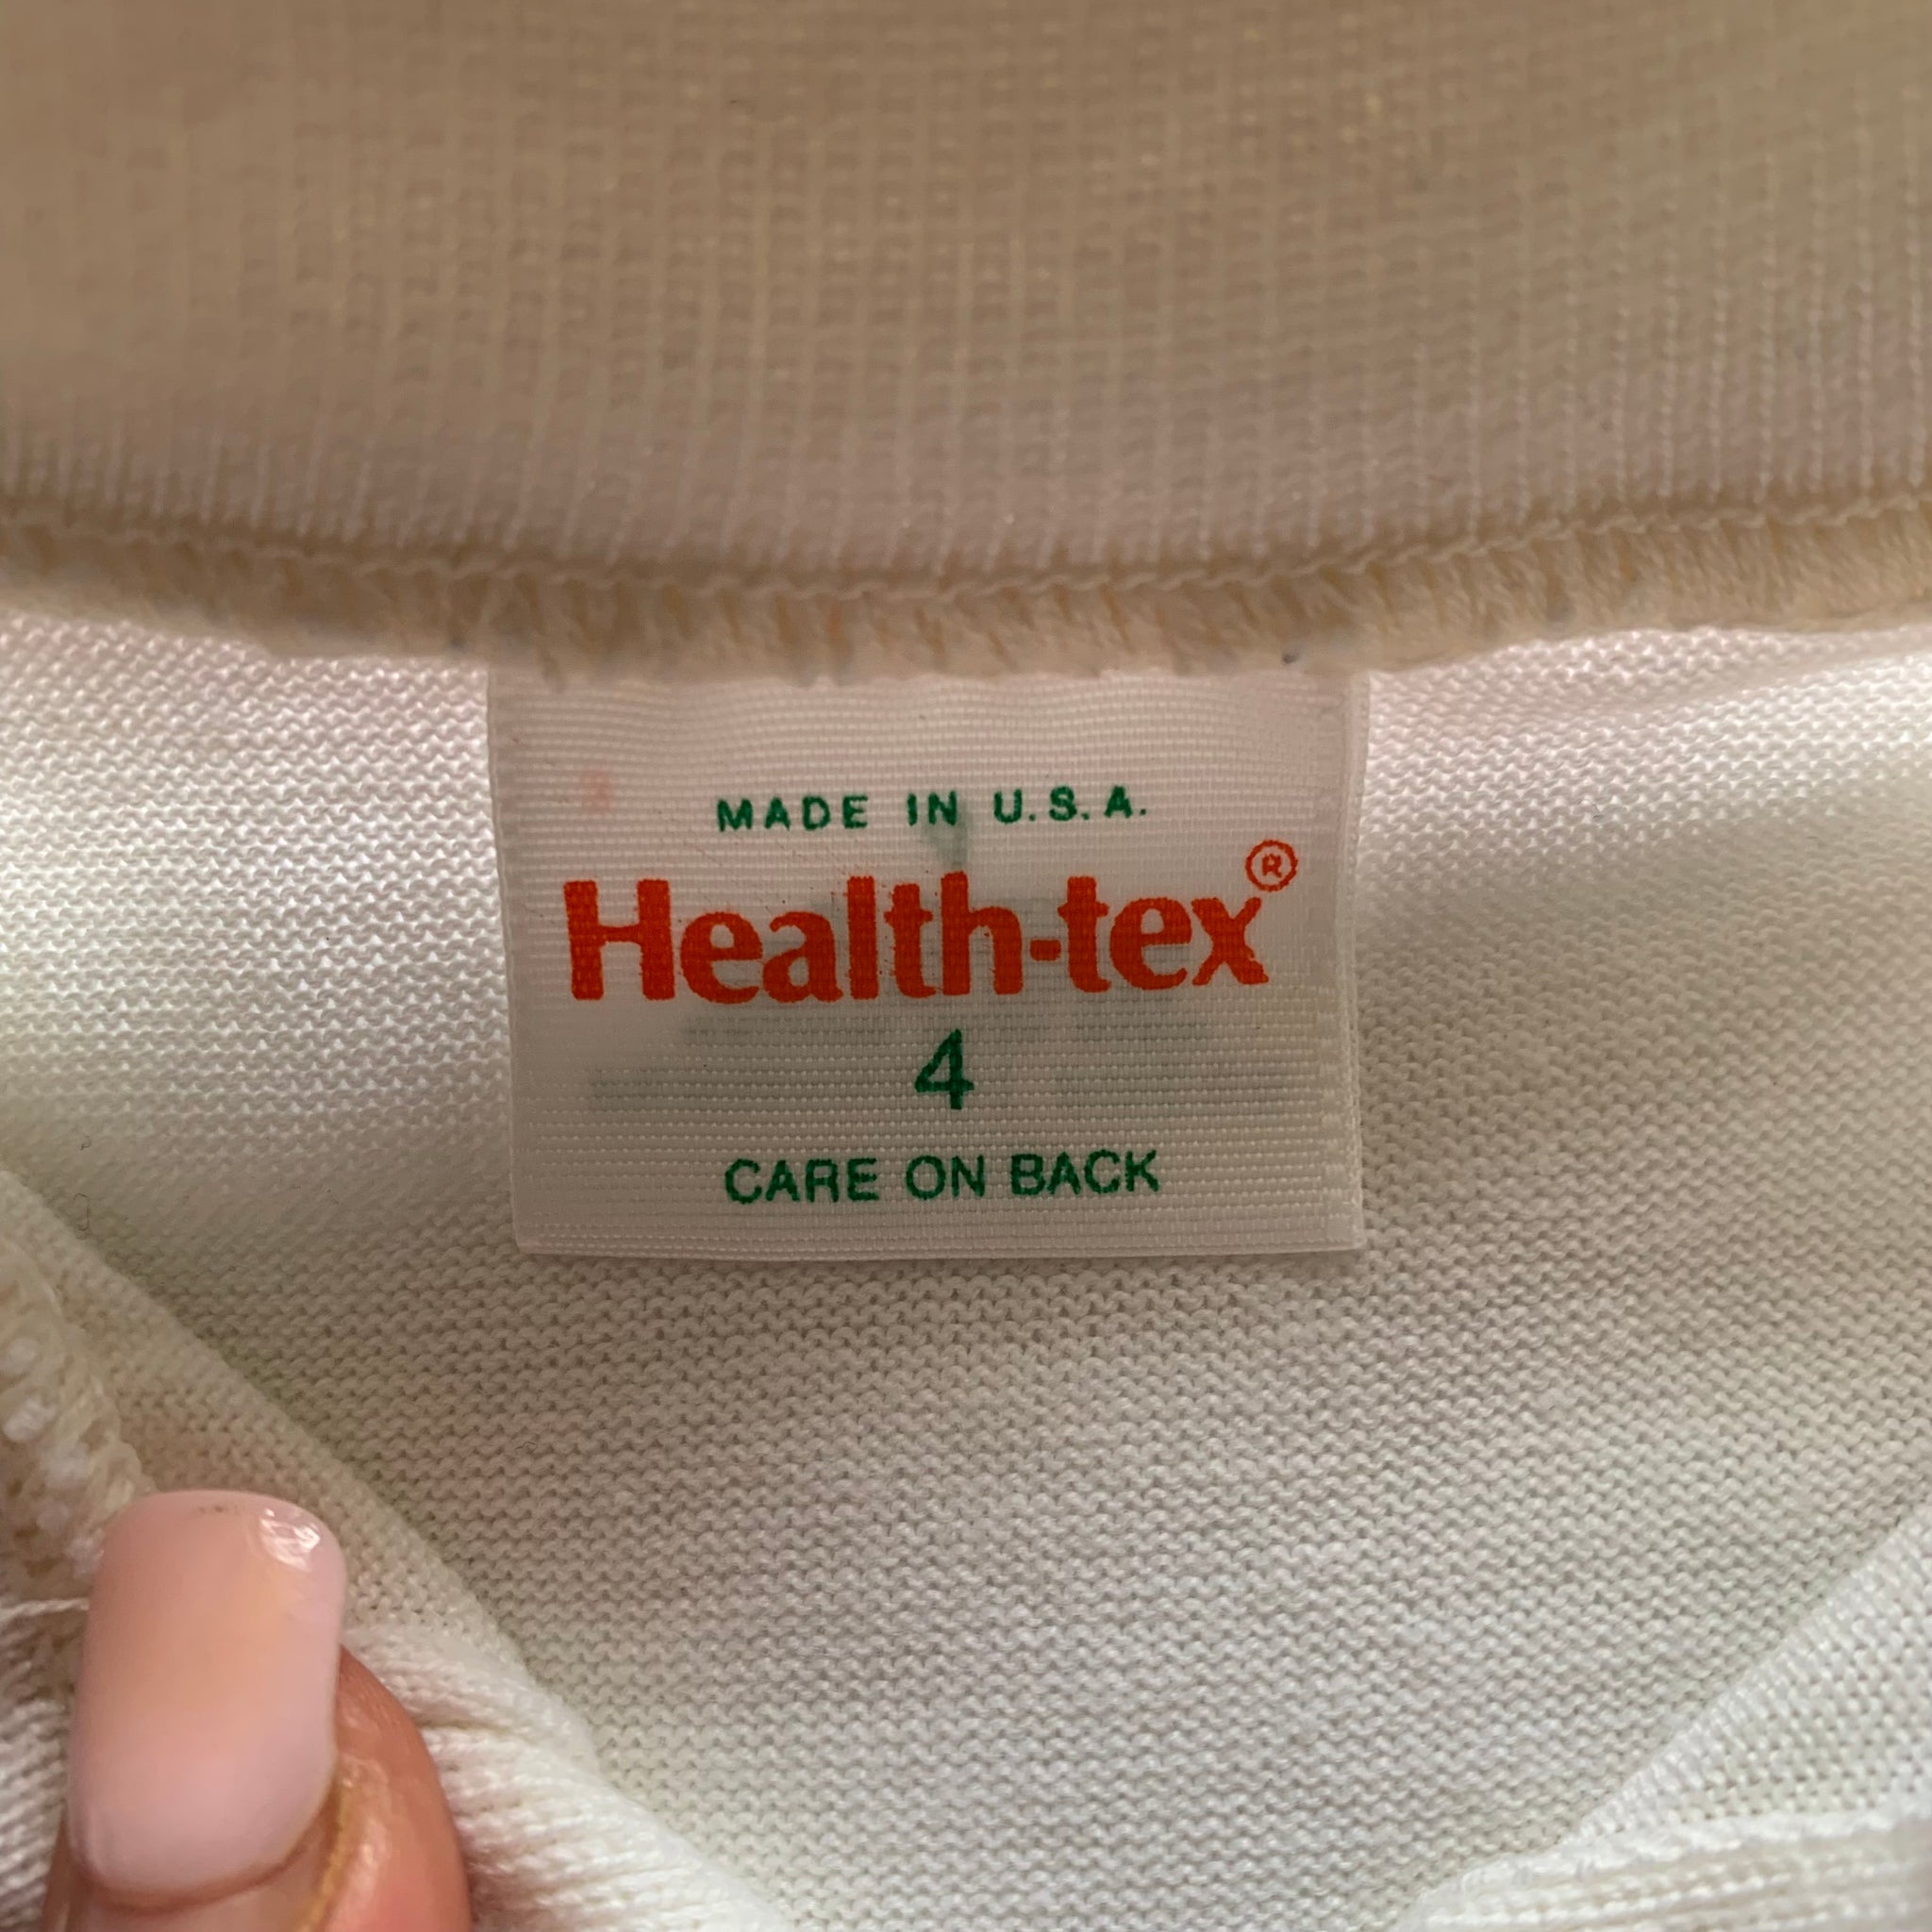 MADE IN U.S.A.
Health-tex®
4
CARE ON BACK